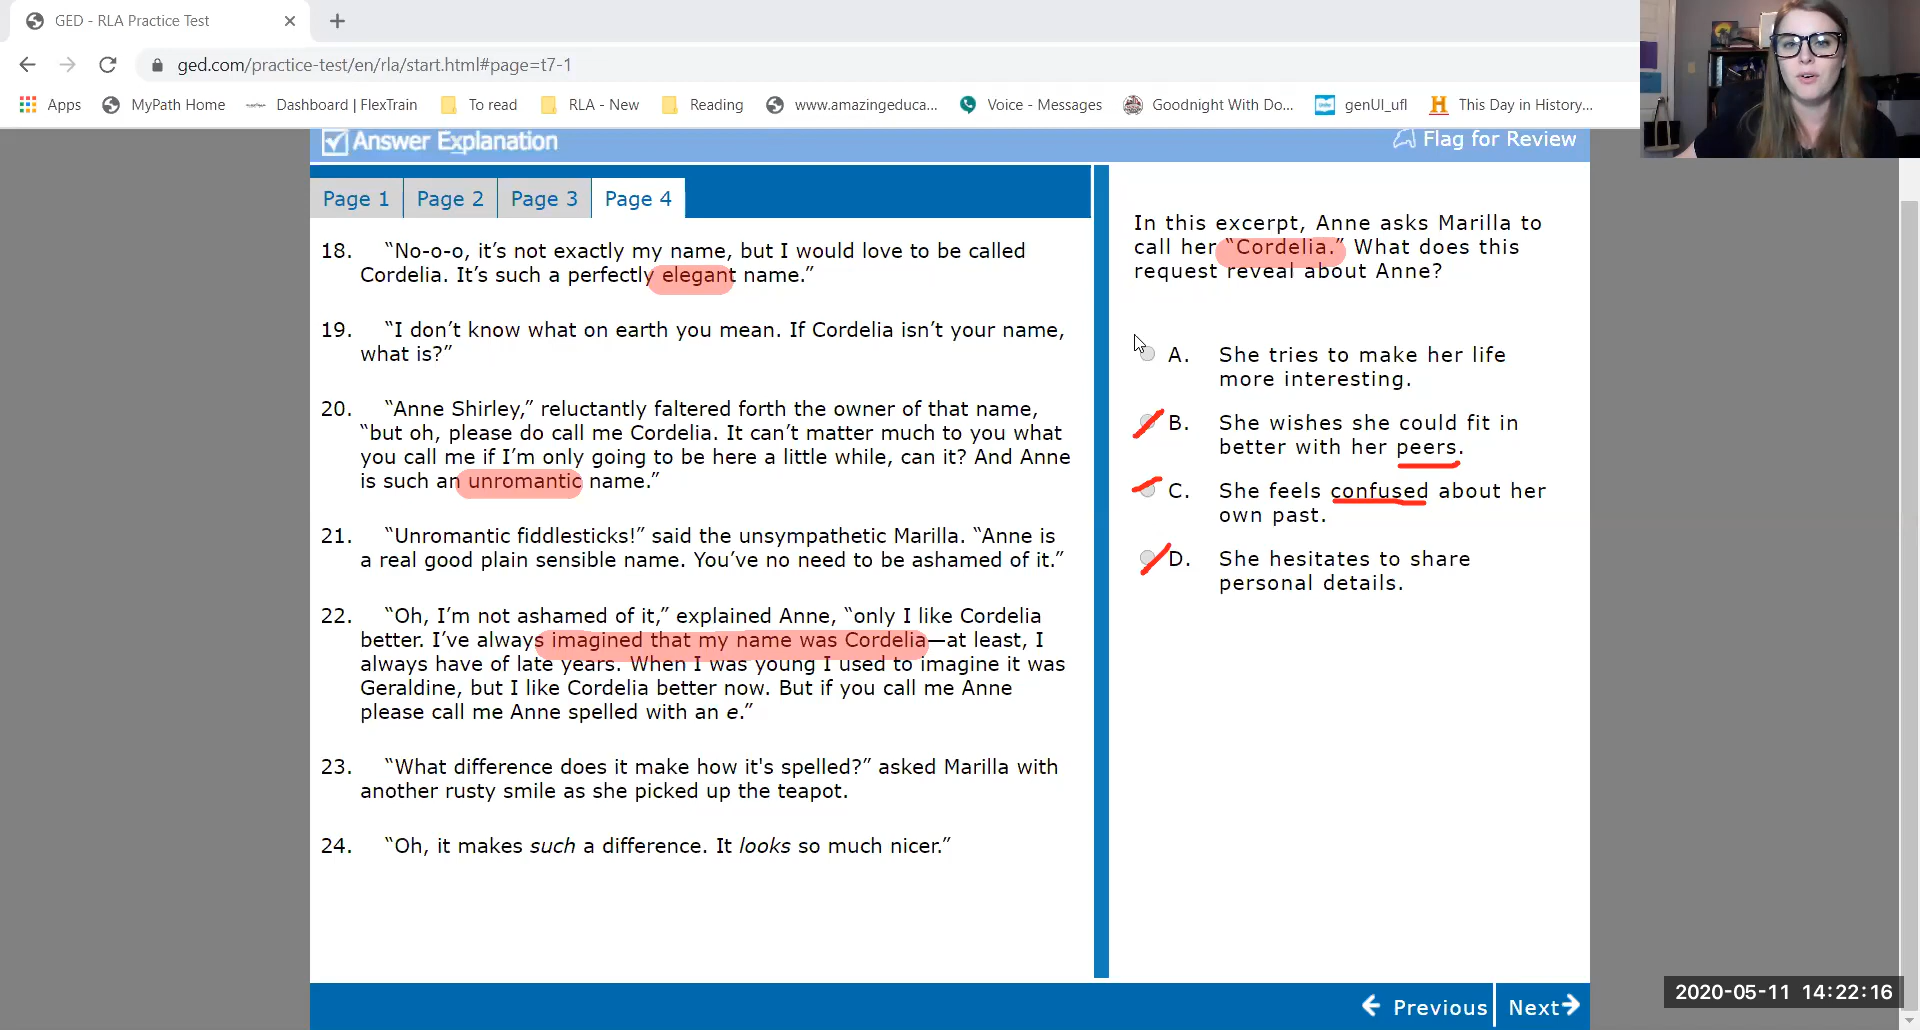 GED - RLA Practice Test
ged.com/practice-test/en/rla/start.html#page=t7-1
Apps MyPath Home Dashboard | FlexTrain To read RLA - New Reading www.amazingeduca... Voice - Messages Goodnight With Do... genUI_ufl This Day in History...
Answer Explanation
Flag for Review
Page 1 Page 2 Page 3 Page 4
18. “No-o-o, it’s not exactly my name, but I would love to be called
Cordelia. It’s such a perfectly elegant name.”
19. “I don’t know what on earth you mean. If Cordelia isn’t your name,
what is?”
20. “Anne Shirley,” reluctantly faltered forth the owner of that name,
“but oh, please do call me Cordelia. It can’t matter much to you what
you call me if I’m only going to be here a little while, can it? And Anne
is such an unromantic name.”
21. “Unromantic fiddlesticks!” said the unsympathetic Marilla. “Anne is
a real good plain sensible name. You’ve no need to be ashamed of it.”
22. “Oh, I’m not ashamed of it,” explained Anne, “only I like Cordelia
better. I’ve always imagined that my name was Cordelia—at least, I
always have of late years. When I was young I used to imagine it was
Geraldine, but I like Cordelia better now. But if you call me Anne
please call me Anne spelled with an e.”
23. “What difference does it make how it's spelled?” asked Marilla with
another rusty smile as she picked up the teapot.
24. “Oh, it makes such a difference. It looks so much nicer.”
In this excerpt, Anne asks Marilla to
call her “Cordelia.” What does this
request reveal about Anne?
A. She tries to make her life
more interesting.
B. She wishes she could fit in
better with her peers.
C. She feels confused about her
own past.
D. She hesitates to share
personal details.
Previous Next
2020-05-11 14:22:16